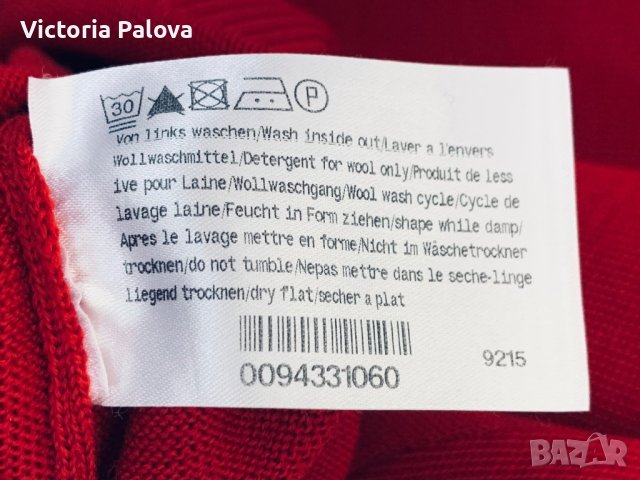 Victoria Palova
30 P
Von links waschen/Wash inside out/Laver a l'envers
Wollwaschmittel/Detergent for wool only/Produit de less
ive pour Laine/Wollwaschgang/Wool wash cycle/Cycle de
lavage laine/Feucht in Form ziehen/shape while damp/
Apres le lavage mettre en forme/Nicht im Wäschetrockner
trocknen/do not tumble/Nepas mettre dans le seche-linge
liegend trocknen/dry flat/secher a plat
0094331060
9215
BAZAR